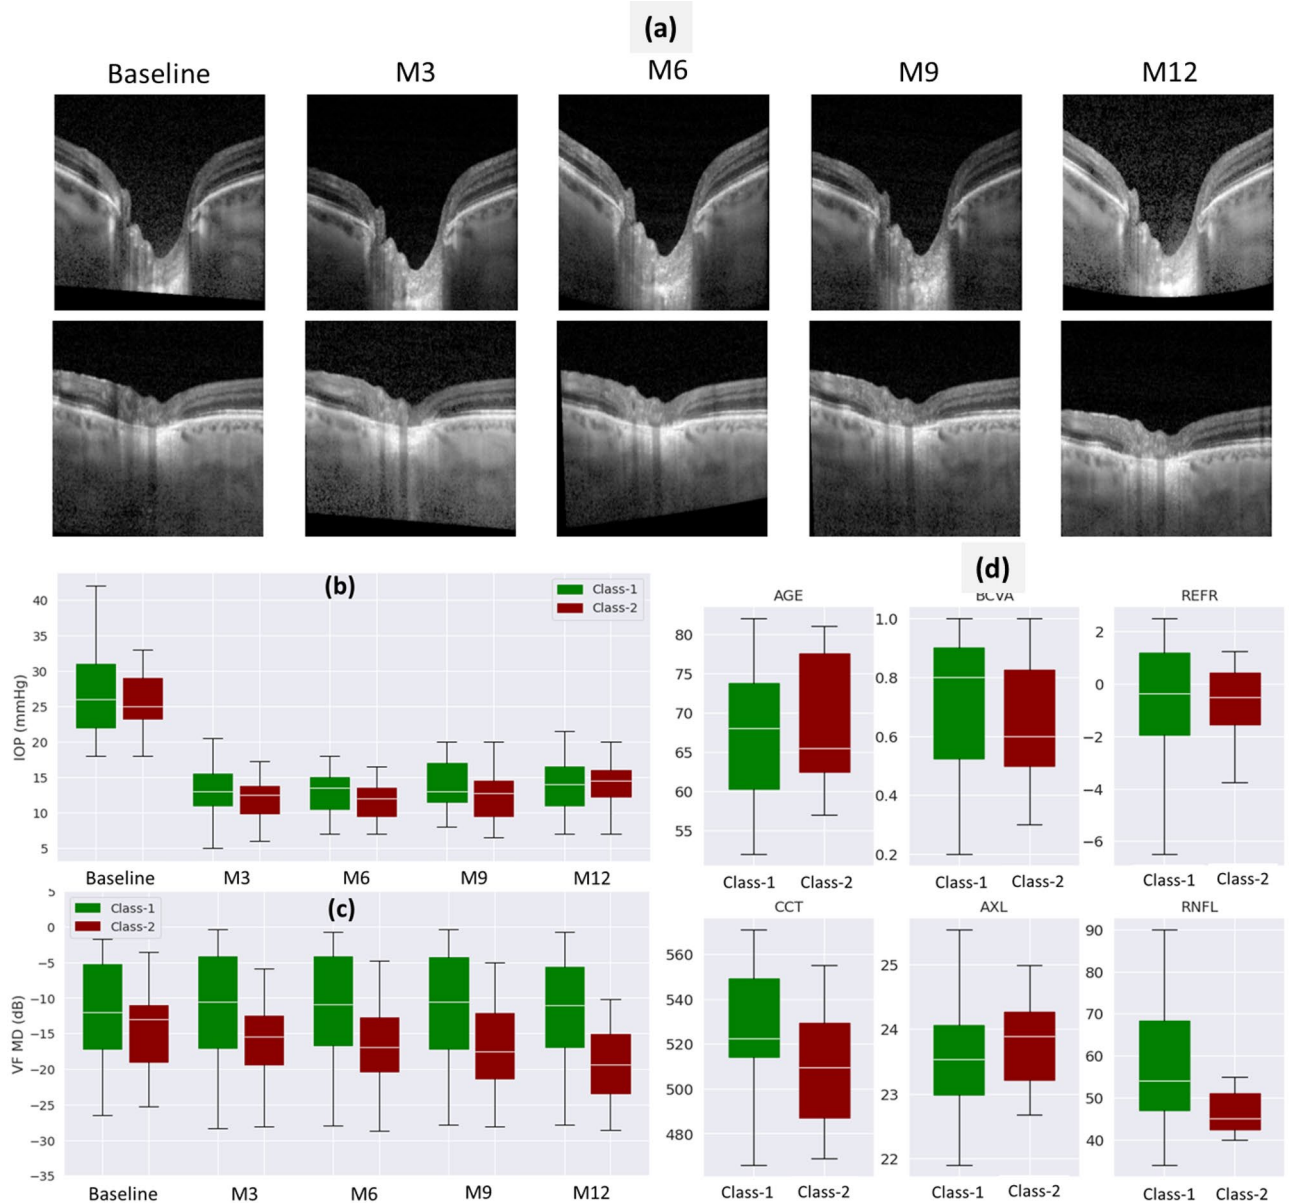 (a)
Baseline M3 M6 M9 M12
(b)
Class-1
Class-2
IOP (mmHg)
40
35
30
25
20
15
10
5
Baseline M3 M6 M9 M12
(c)
Class-1
Class-2
VF MD (dB)
5
0
−5
−10
−15
−20
−25
−30
−35
Baseline M3 M6 M9 M12
(d)
AGE
80
75
70
65
60
55
Class-1 Class-2
BCVA
1.0
0.8
0.6
0.4
0.2
Class-1 Class-2
REFR
2
0
−2
−4
−6
Class-1 Class-2
CCT
560
540
520
500
480
Class-1 Class-2
AXL
25
24
23
22
Class-1 Class-2
RNFL
90
80
70
60
50
40
Class-1 Class-2